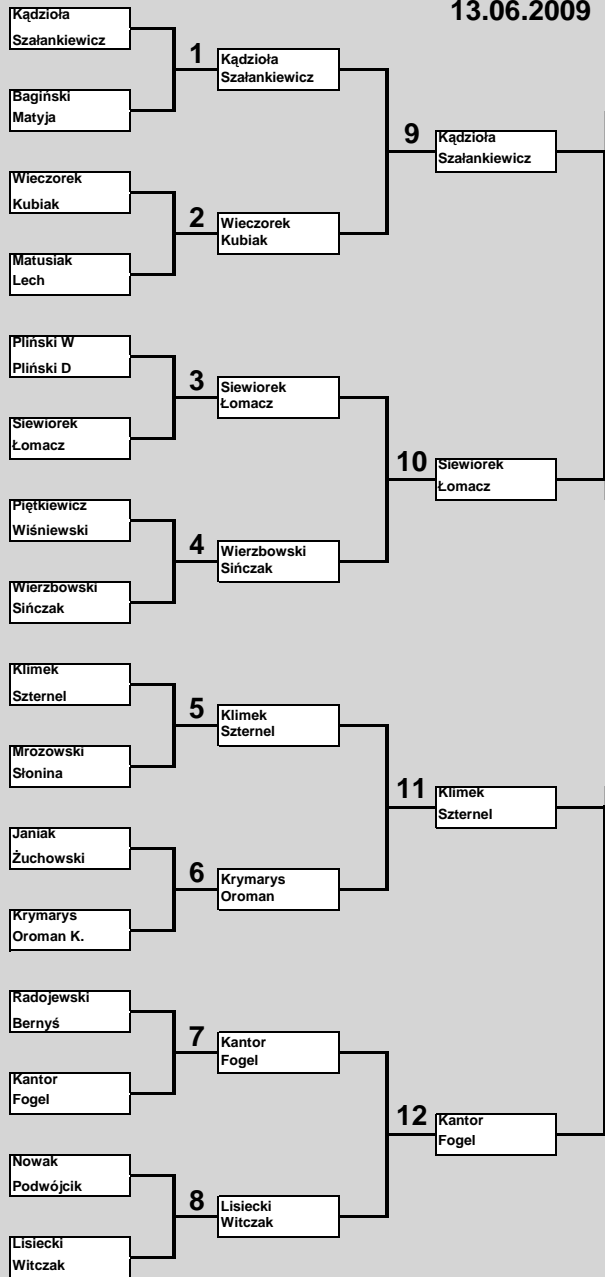 13.06.2009
Kądzioła
Szałankiewicz
Bagiński
Matyja
Wieczorek
Kubiak
Matusiak
Lech
Pliński W
Pliński D
Siewiorek
Łomacz
Piętkiewicz
Wiśniewski
Wierzbowski
Sińczak
Klimek
Szternel
Mrozowski
Słonina
Janiak
Żuchowski
Krymarys
Oroman K.
Radojewski
Bernyś
Kantor
Fogel
Nowak
Podwójcik
Lisiecki
Witczak
1
Kądzioła
Szałankiewicz
2
Wieczorek
Kubiak
3
Siewiorek
Łomacz
4
Wierzbowski
Sińczak
5
Klimek
Szternel
6
Krymarys
Oroman
7
Kantor
Fogel
8
Lisiecki
Witczak
9
Kądzioła
Szałankiewicz
10
Siewiorek
Łomacz
11
Klimek
Szternel
12
Kantor
Fogel